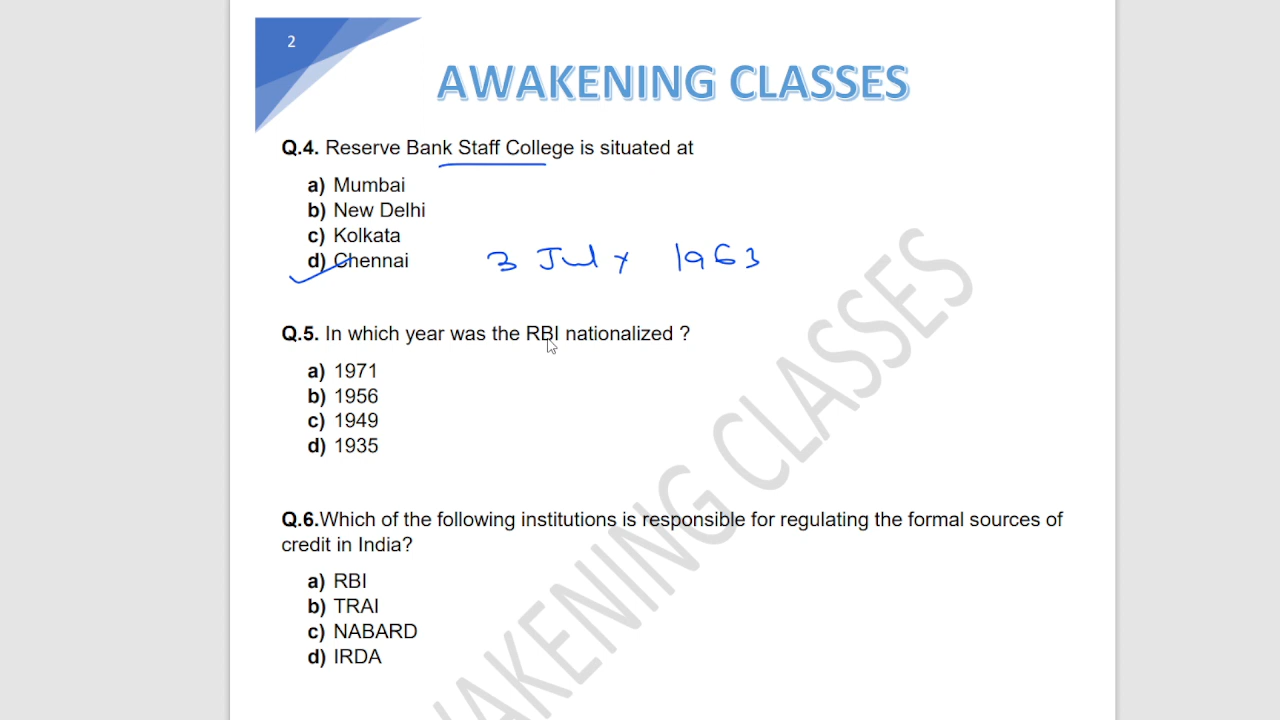 2
AWAKENING CLASSES
Q.4. Reserve Bank Staff College is situated at
a) Mumbai
b) New Delhi
c) Kolkata
d) Chennai
3 July 1963
Q.5. In which year was the RBI nationalized ?
a) 1971
b) 1956
c) 1949
d) 1935
Q.6.Which of the following institutions is responsible for regulating the formal sources of
credit in India?
a) RBI
b) TRAI
c) NABARD
d) IRDA
AWAKENING CLASSES